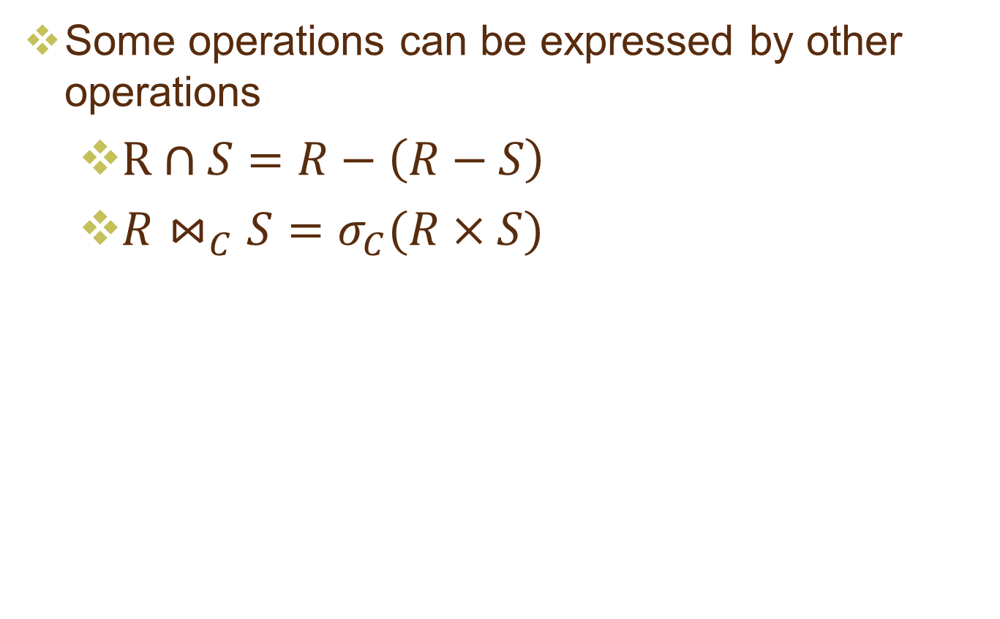 ❖Some operations can be expressed by other
operations
❖R ∩ S = R − (R − S)
❖R ⋈_C S = σ_C(R × S)